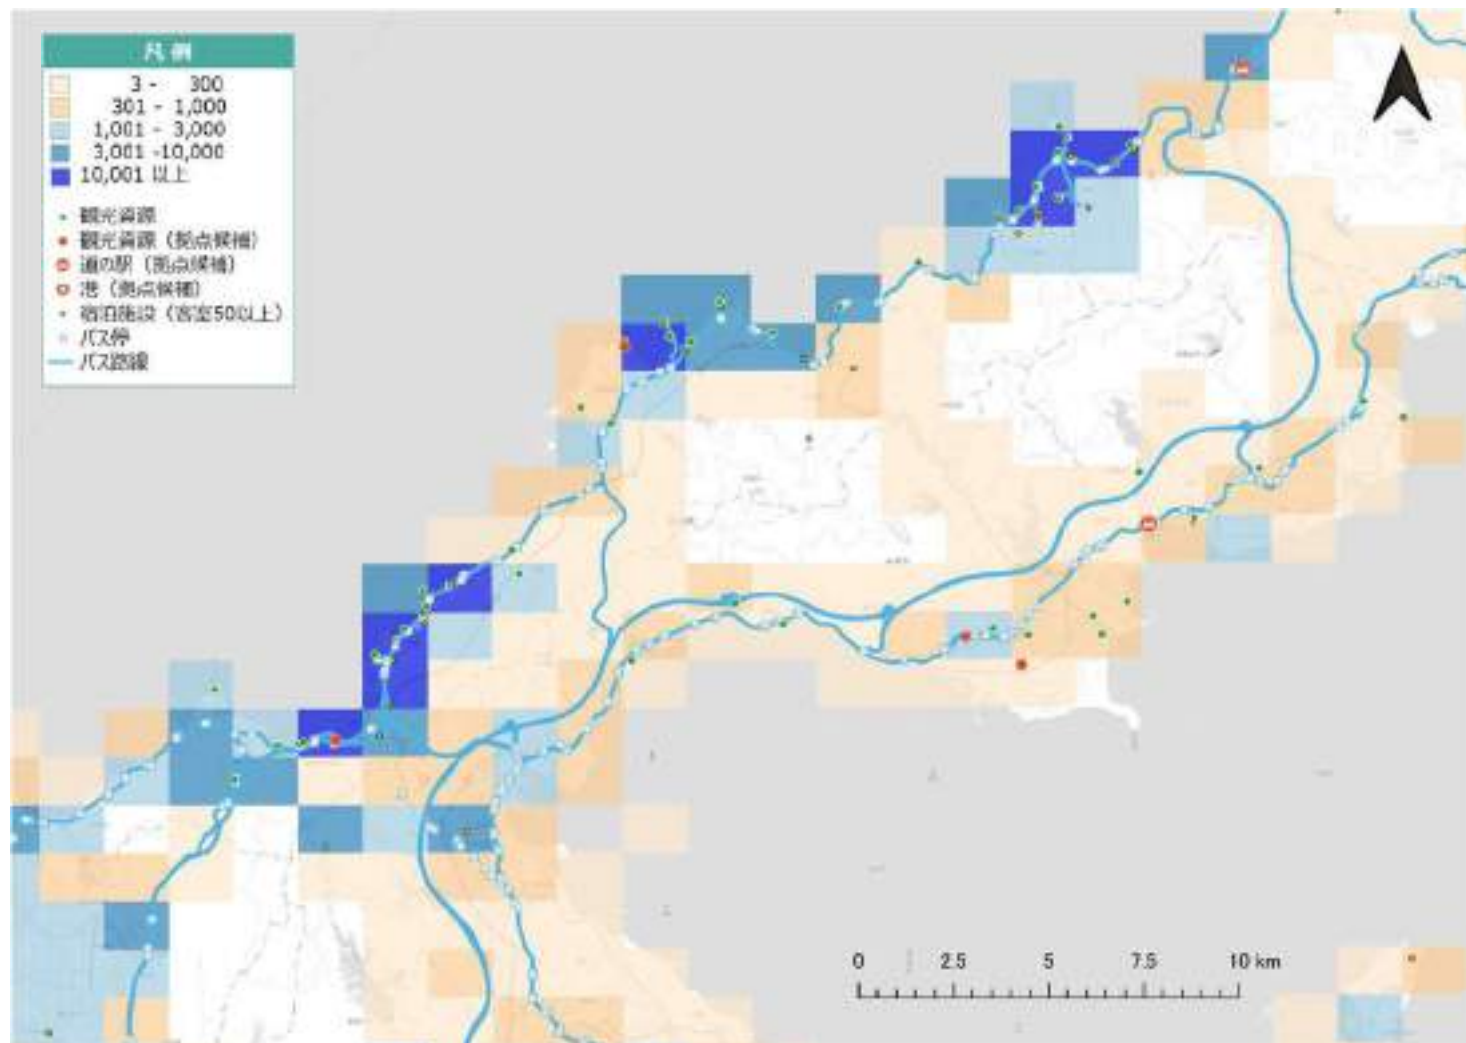 凡例
3 - 300
301 - 1,000
1,001 - 3,000
3,001 -10,000
10,001 以上
観光資源
観光資源（拠点候補）
道の駅（拠点候補）
港（拠点候補）
宿泊施設（客室50以上）
バス停
バス路線
0 2.5 5 7.5 10 km